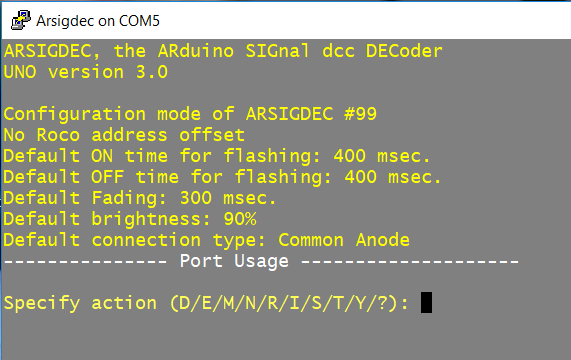 Arsigdec on COM5
ARSIGDEC, the ARduino SIGnal dcc DECoder
UNO version 3.0
Configuration mode of ARSIGDEC #99
No Roco address offset
Default ON time for flashing: 400 msec.
Default OFF time for flashing: 400 msec.
Default Fading: 300 msec.
Default brightness: 90%
Default connection type: Common Anode
--------------- Port Usage --------------------
Specify action (D/E/M/N/R/I/S/T/Y/?):